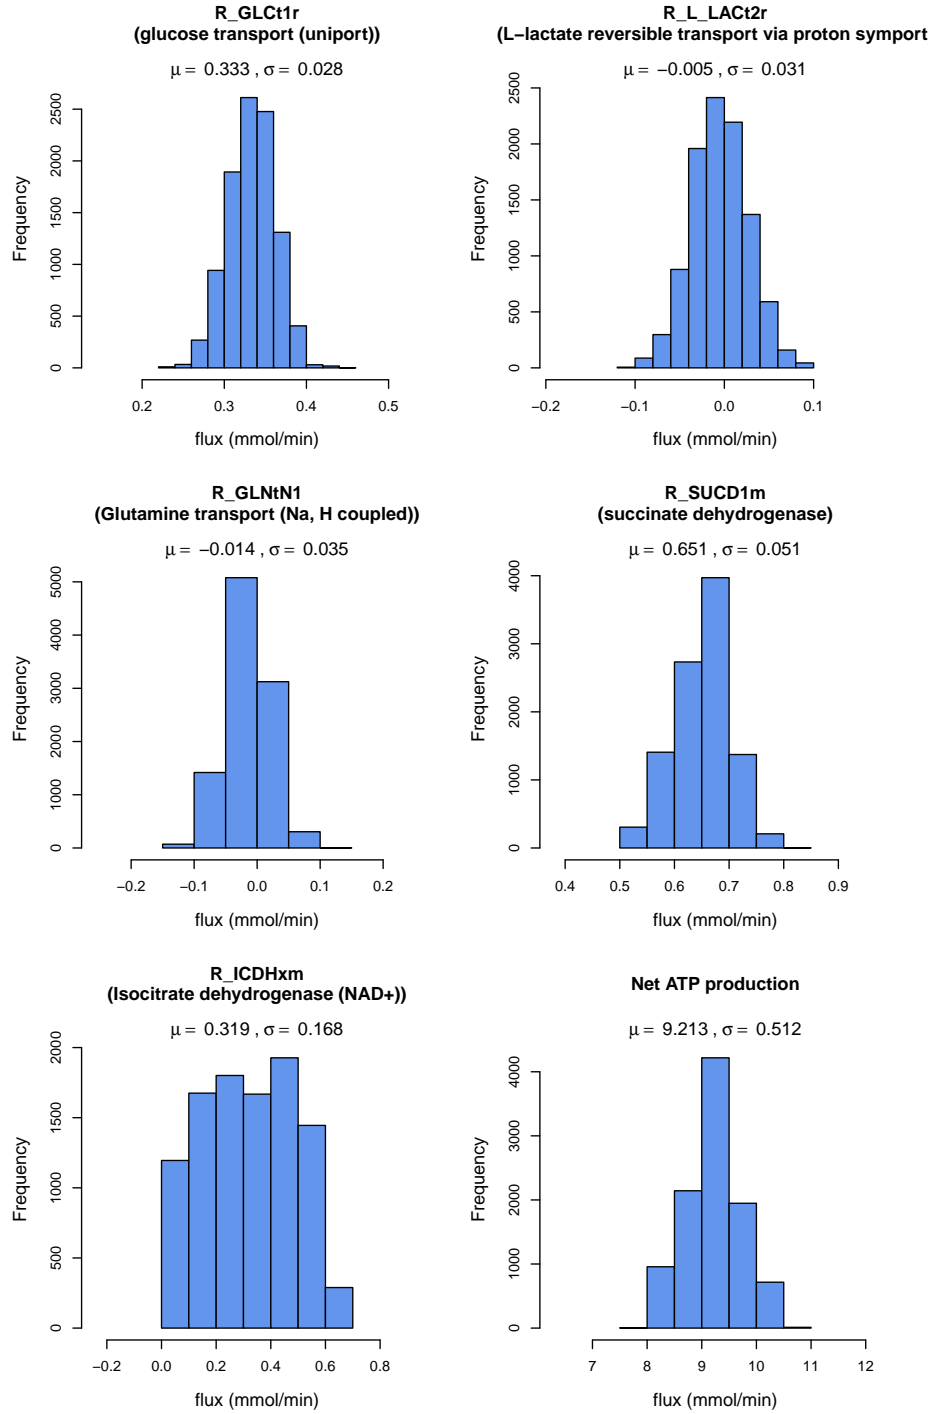 R_GLCt1r
(glucose transport (uniport))
μ = 0.333 , σ = 0.028
Frequency
0
500
1000
1500
2000
2500
0.2 0.3 0.4 0.5
flux (mmol/min)
R_L_LACt2r
(L−lactate reversible transport via proton symport
μ = −0.005 , σ = 0.031
Frequency
0
500
1000
1500
2000
2500
−0.2 −0.1 0.0 0.1
flux (mmol/min)
R_GLNtN1
(Glutamine transport (Na, H coupled))
μ = −0.014 , σ = 0.035
Frequency
0
1000
2000
3000
4000
5000
−0.2 −0.1 0.0 0.1 0.2
flux (mmol/min)
R_SUCD1m
(succinate dehydrogenase)
μ = 0.651 , σ = 0.051
Frequency
0
1000
2000
3000
4000
0.4 0.5 0.6 0.7 0.8 0.9
flux (mmol/min)
R_ICDHxm
(Isocitrate dehydrogenase (NAD+))
μ = 0.319 , σ = 0.168
Frequency
0
500
1000
1500
2000
−0.2 0.0 0.2 0.4 0.6 0.8
flux (mmol/min)
Net ATP production
μ = 9.213 , σ = 0.512
Frequency
0
1000
2000
3000
4000
7 8 9 10 11 12
flux (mmol/min)